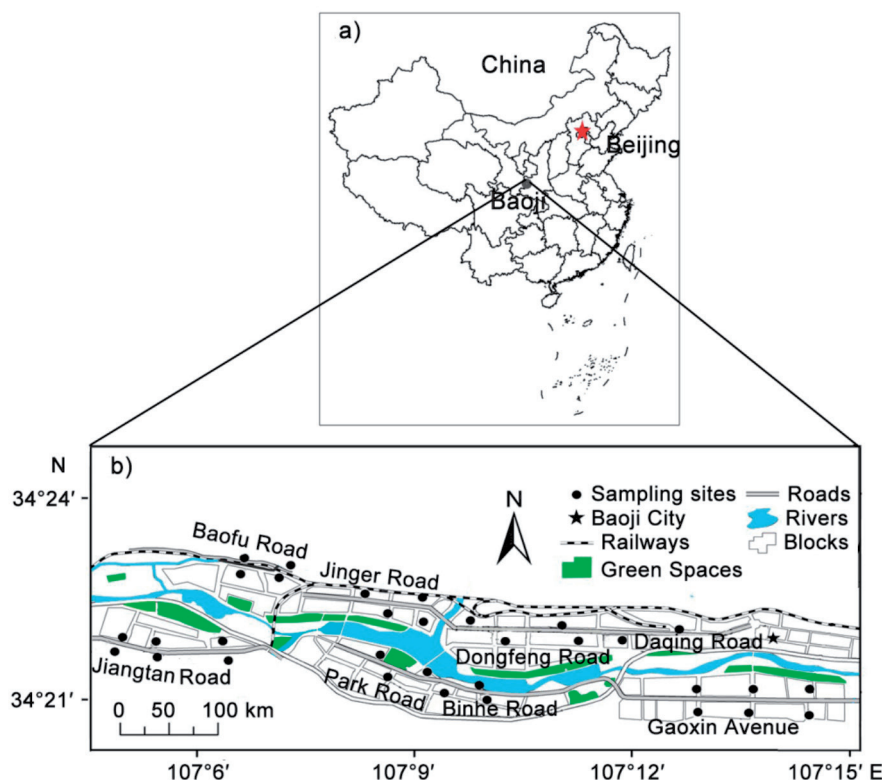 a)
China
Beijing
Baoji
b)
N
34°24′
34°21′
N
Sampling sites
Roads
Baoji City
Rivers
Railways
Blocks
Green Spaces
Baofu Road
Jinger Road
Daqing Road
Dongfeng Road
Jiangtan Road
Park Road
Binhe Road
Gaoxin Avenue
0 50 100 km
107°6′ 107°9′ 107°12′ 107°15′ E